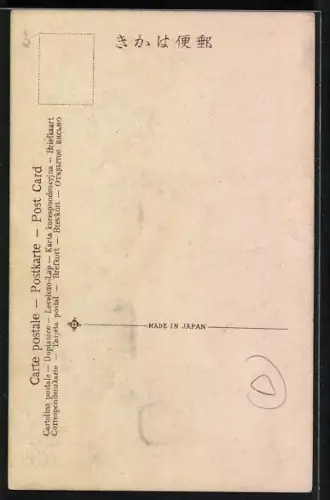 きかは便郵
Carte postale — Postkarte — Post Card
Cartolina postale — Dopisnice — Levelezo-Lap — Karta korespondencyjna — Briefkaart
Correspondenzkarte — Tarjeta postal — Brefkort — Brevkort — Открытое письмо
MADE IN JAPAN